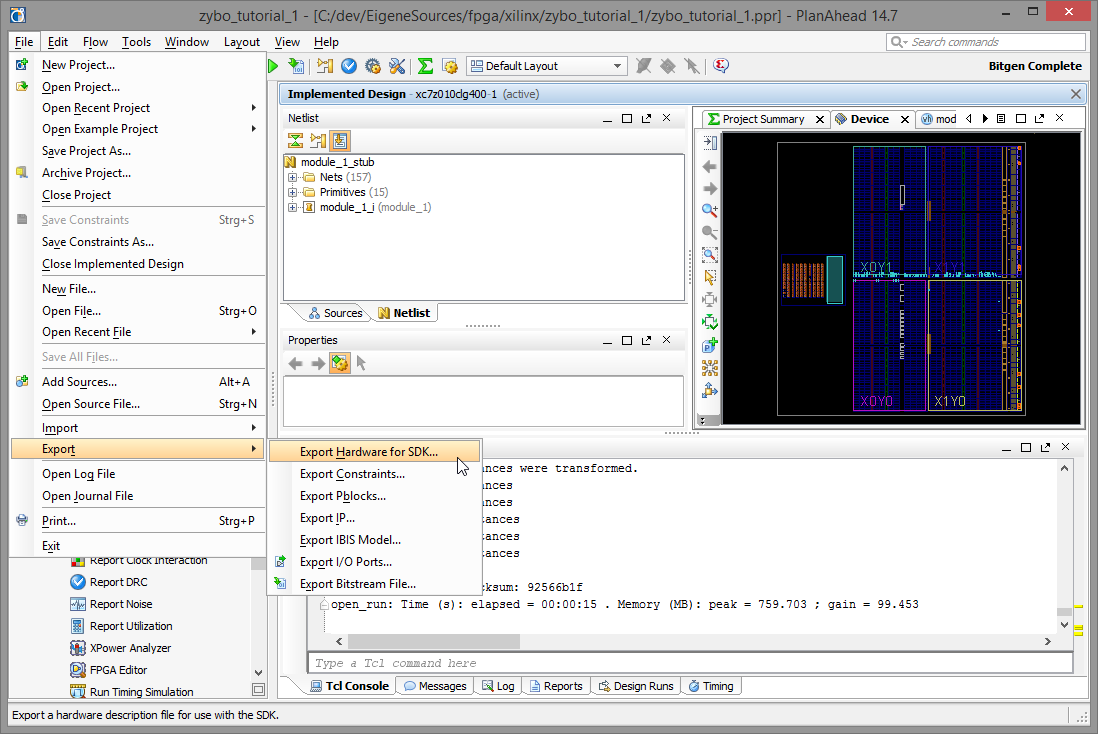 zybo_tutorial_1 - [C:/dev/EigeneSources/fpga/xilinx/zybo_tutorial_1/zybo_tutorial_1.ppr] - PlanAhead 14.7
File Edit Flow Tools Window Layout View Help
Search commands
Default Layout
Bitgen Complete
New Project...
Open Project...
Open Recent Project
Open Example Project
Save Project As...
Archive Project...
Close Project
Save Constraints Strg+S
Save Constraints As...
Close Implemented Design
New File...
Open File... Strg+O
Open Recent File
Save All Files...
Add Sources... Alt+A
Open Source File... Strg+N
Import
Export
Open Log File
Open Journal File
Print... Strg+P
Exit
Export Hardware for SDK...
Export Constraints...
Export Pblocks...
Export IP...
Export IBIS Model...
Export I/O Ports...
Export Bitstream File...
Report Clock Interaction
Report DRC
Report Noise
Report Utilization
XPower Analyzer
FPGA Editor
Run Timing Simulation
Implemented Design - xc7z010clg400-1 (active)
Netlist
module_1_stub
Nets (157)
Primitives (15)
module_1_i (module_1)
Sources Netlist
Properties
Project Summary Device mod
X0Y1 X1Y1
X0Y0 X1Y0
ances were transformed.
ances
ances
tances
tances
tances
cksum: 92566b1f
open_run: Time (s): elapsed = 00:00:15 . Memory (MB): peak = 759.703 ; gain = 99.453
Type a Tcl command here
Tcl Console Messages Log Reports Design Runs Timing
Export a hardware description file for use with the SDK.